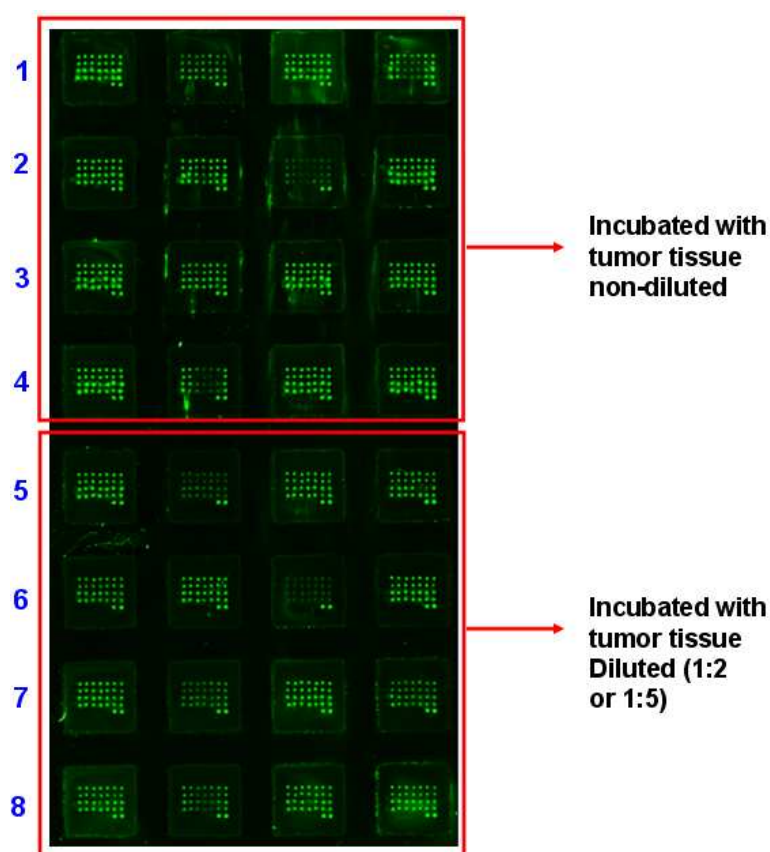 1
2
3
4
Incubated with
tumor tissue
non-diluted
5
6
7
8
Incubated with
tumor tissue
Diluted (1:2
or 1:5)